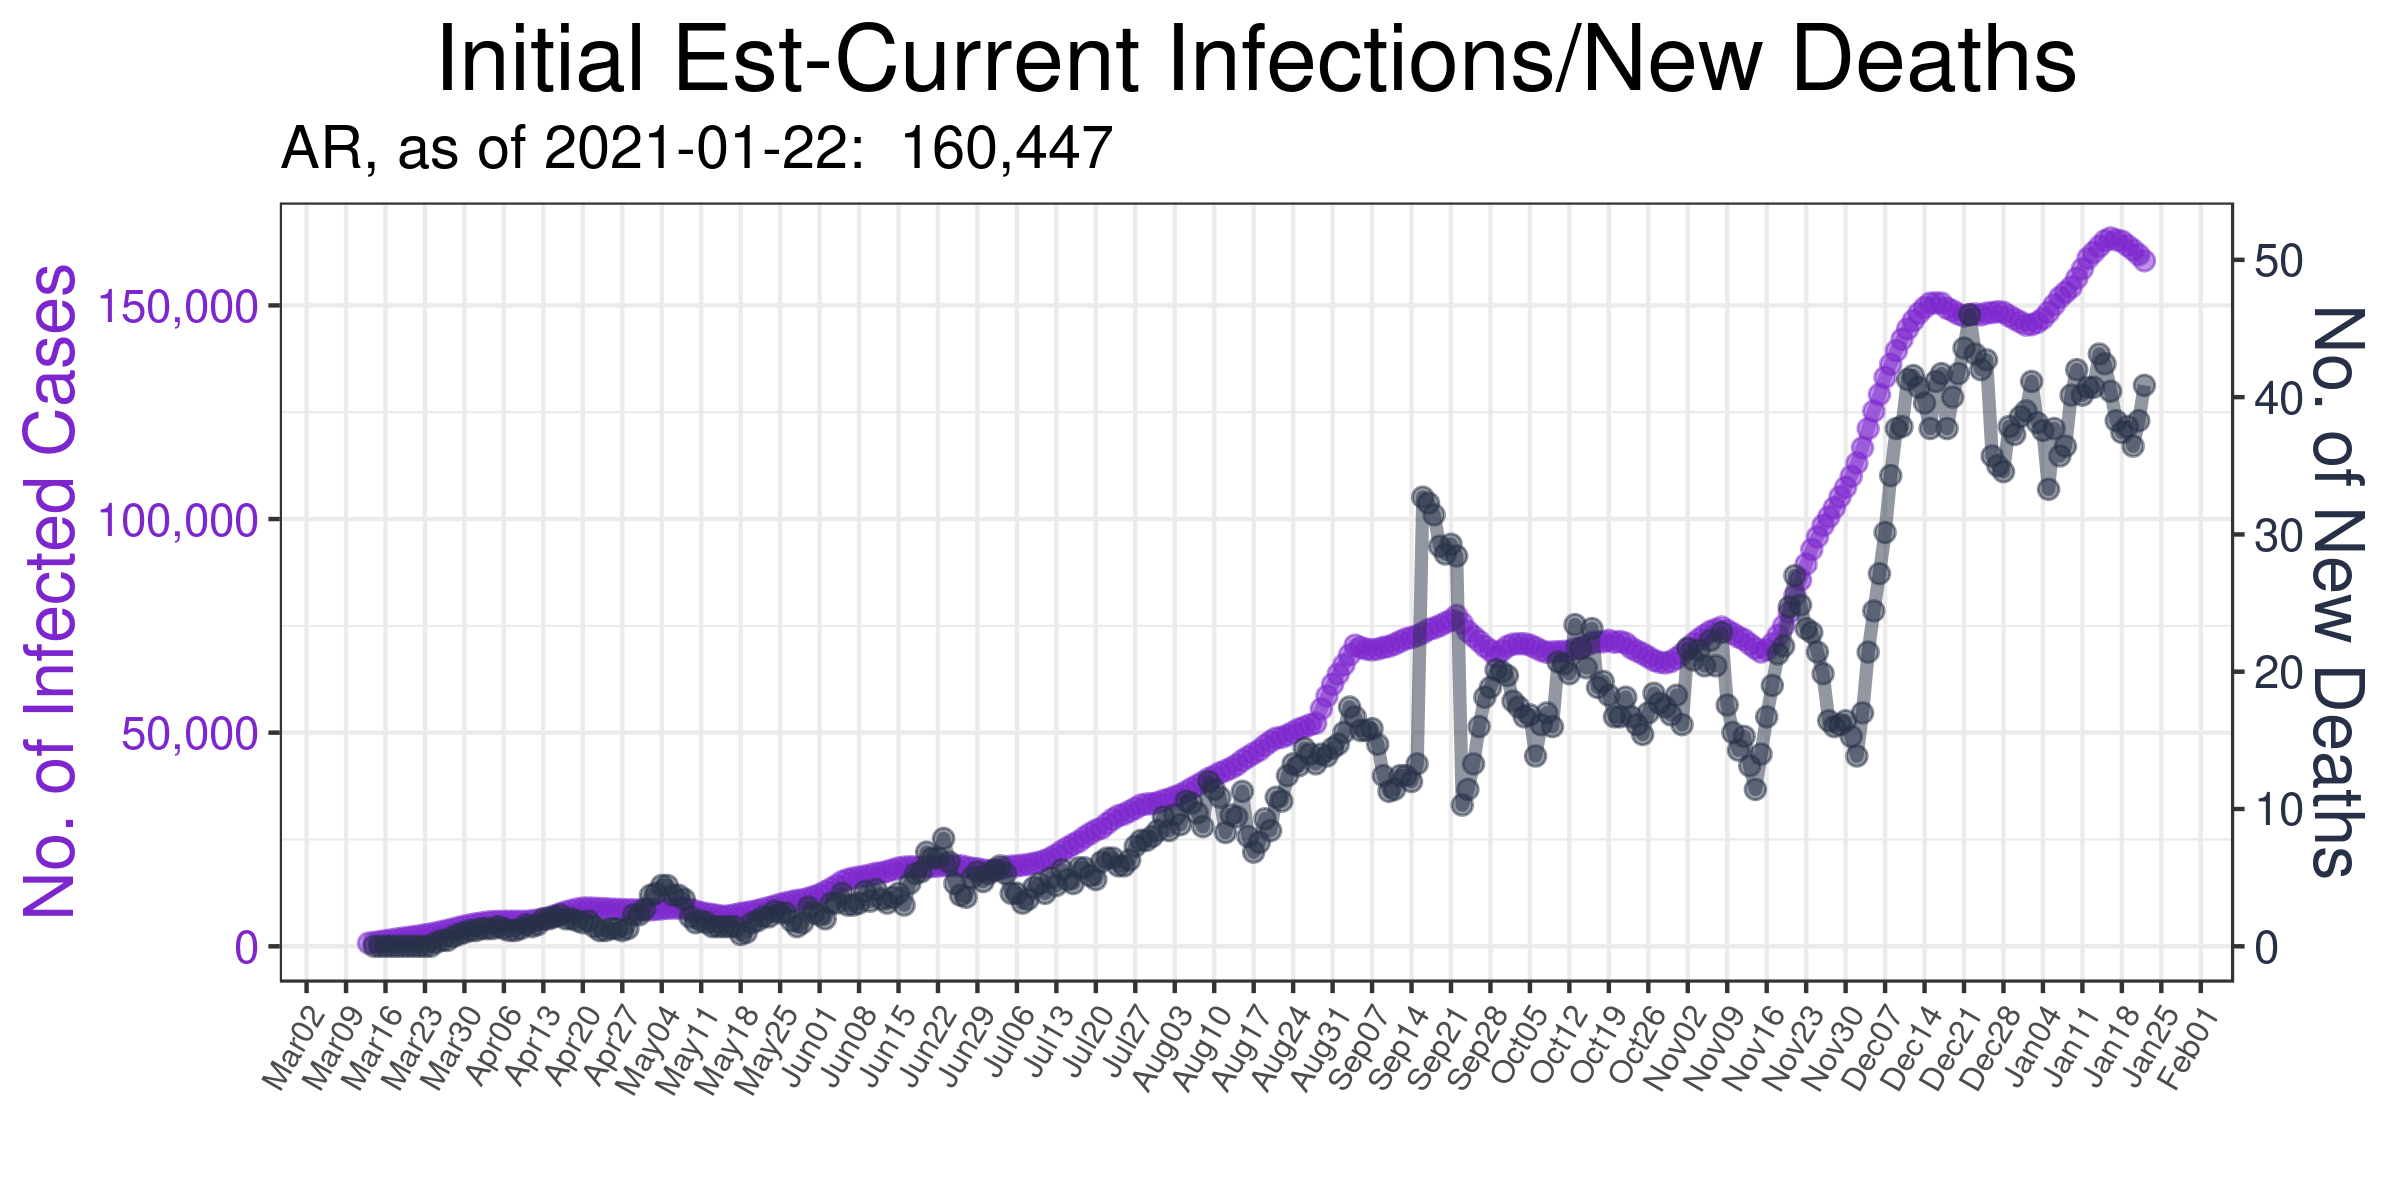 Initial Est-Current Infections/New Deaths
AR, as of 2021-01-22:  160,447
No. of Infected Cases
150,000
100,000
50,000
0
50
40
30
20
10
0
No. of New Deaths
Mar02
Mar09
Mar16
Mar23
Mar30
Apr06
Apr13
Apr20
Apr27
May04
May11
May18
May25
Jun01
Jun08
Jun15
Jun22
Jun29
Jul06
Jul13
Jul20
Jul27
Aug03
Aug10
Aug17
Aug24
Aug31
Sep07
Sep14
Sep21
Sep28
Oct05
Oct12
Oct19
Oct26
Nov02
Nov09
Nov16
Nov23
Nov30
Dec07
Dec14
Dec21
Dec28
Jan04
Jan11
Jan18
Jan25
Feb01